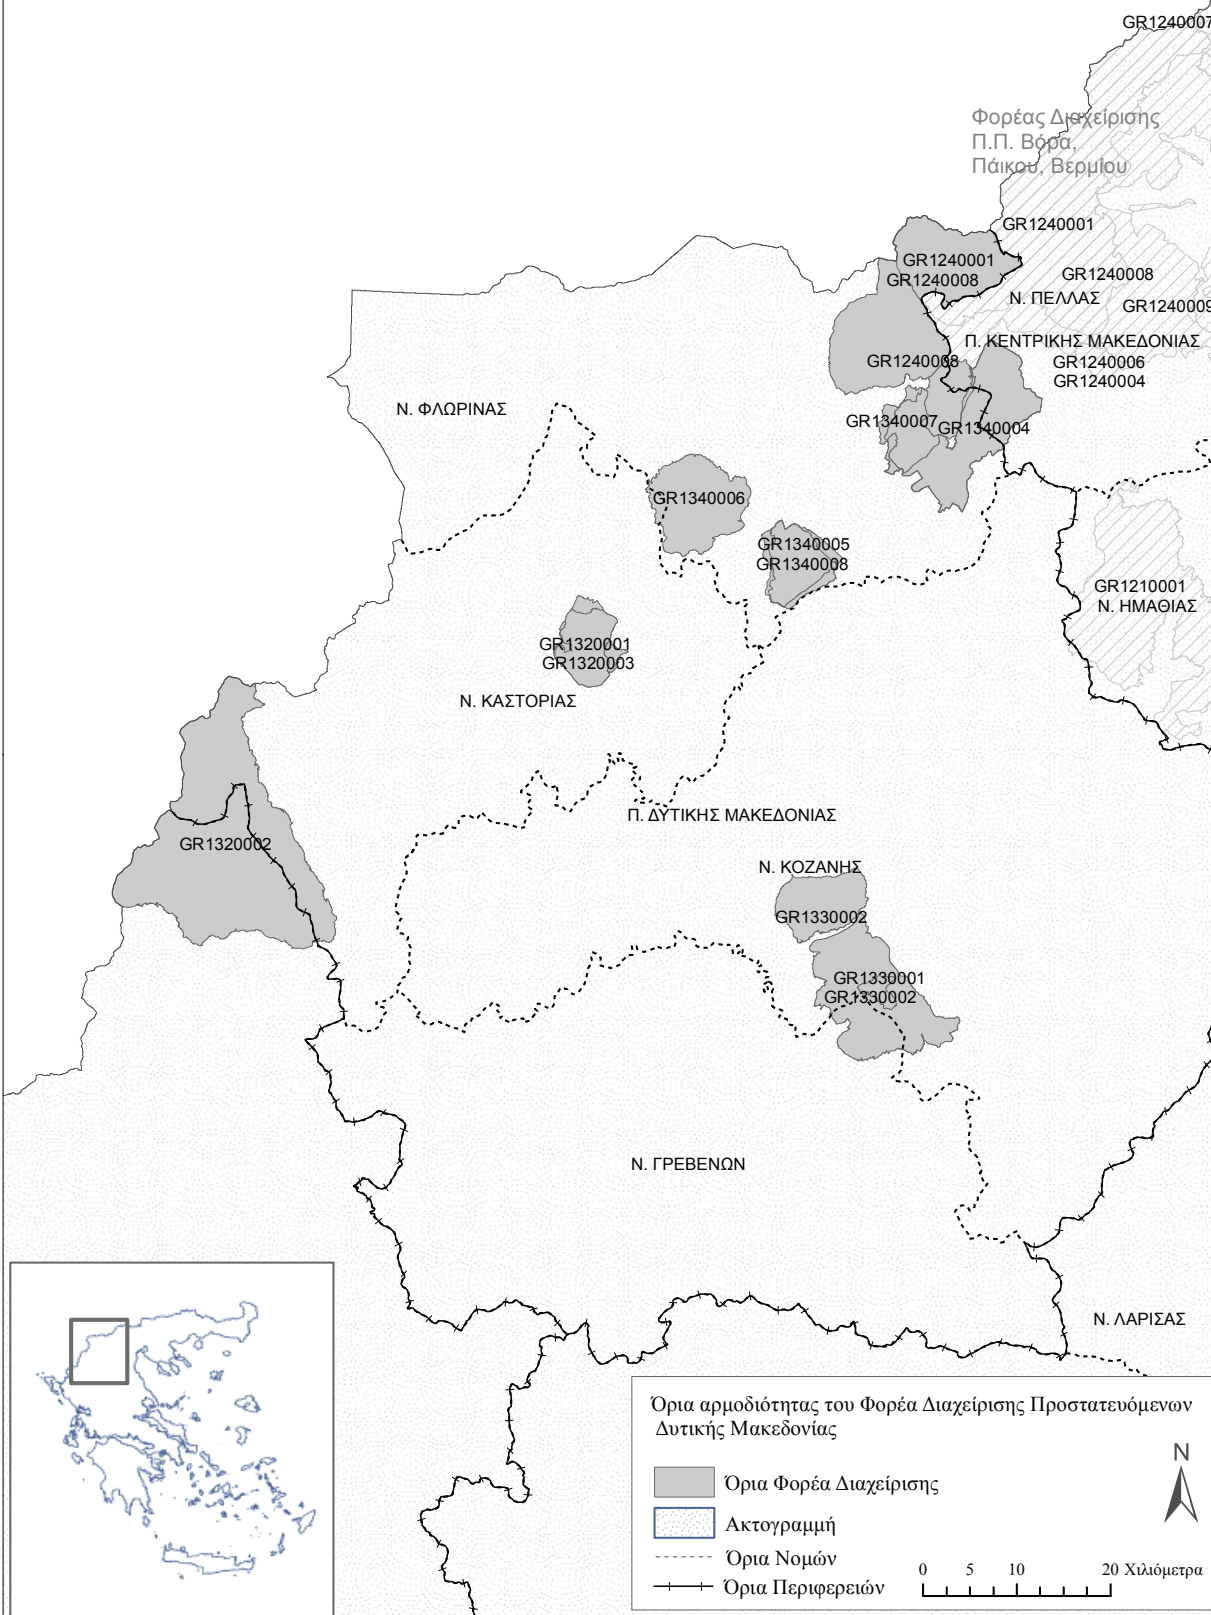 GR1240007
Φορέας Διαχείρισης
Π.Π. Βόρα,
Πάικου, Βερμίου
GR1240001
GR1240001
GR1240008
GR1240008
Ν. ΠΕΛΛΑΣ
GR1240009
Π. ΚΕΝΤΡΙΚΗΣ ΜΑΚΕΔΟΝΙΑΣ
GR1240008
GR1240006
GR1240004
Ν. ΦΛΩΡΙΝΑΣ
GR1340007
GR1340004
GR1340006
GR1340005
GR1340008
GR1210001
Ν. ΗΜΑΘΙΑΣ
GR1320001
GR1320003
Ν. ΚΑΣΤΟΡΙΑΣ
Π. ΔΥΤΙΚΗΣ ΜΑΚΕΔΟΝΙΑΣ
GR1320002
Ν. ΚΟΖΑΝΗΣ
GR1330002
GR1330001
GR1330002
Ν. ΓΡΕΒΕΝΩΝ
Ν. ΛΑΡΙΣΑΣ
Όρια αρμοδιότητας του Φορέα Διαχείρισης Προστατευόμενων
Δυτικής Μακεδονίας
N
Όρια Φορέα Διαχείρισης
Ακτογραμμή
Όρια Νομών
Όρια Περιφερειών
0 5 10 20 Χιλιόμετρα